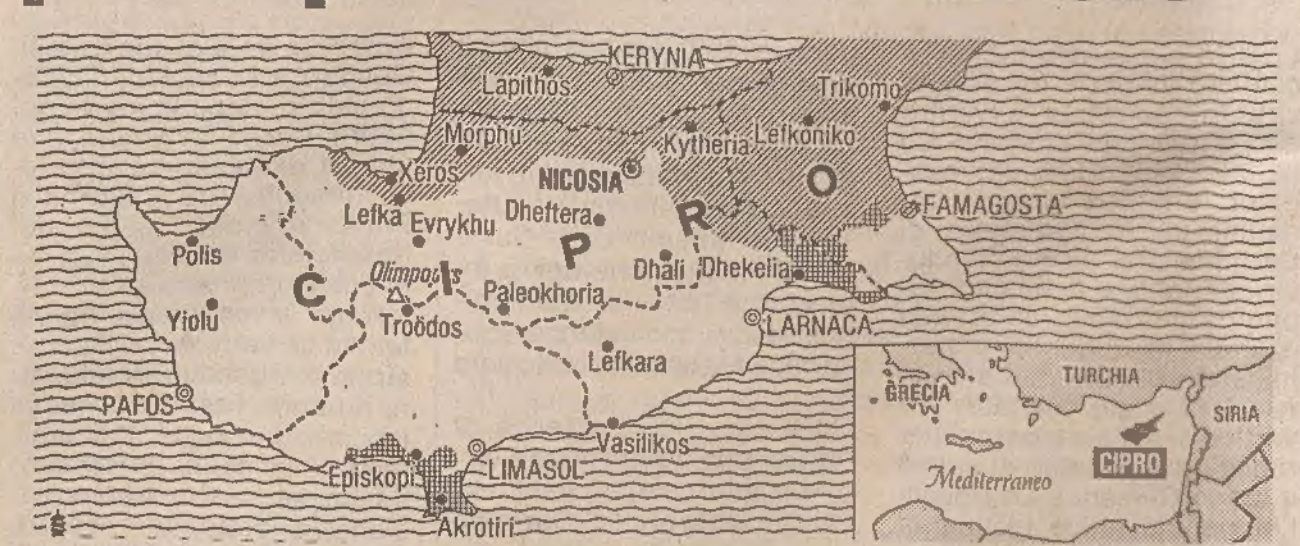 KERYNIA
Lapithos
Trikomo
Morphu
Kytheria
Lefkoniko
Xeros
NICOSIA
Lefka
Evrykhu
Dheftera
FAMAGOSTA
Polis
Dhali
Dhekelia
C I P R O
Paleokhoria
Yiolu
Troödos
LARNACA
Lefkara
PAFOS
Vasilikos
Episkopi
LIMASOL
Akrotiri
GRECIA
TURCHIA
SIRIA
CIPRO
Mediterraneo